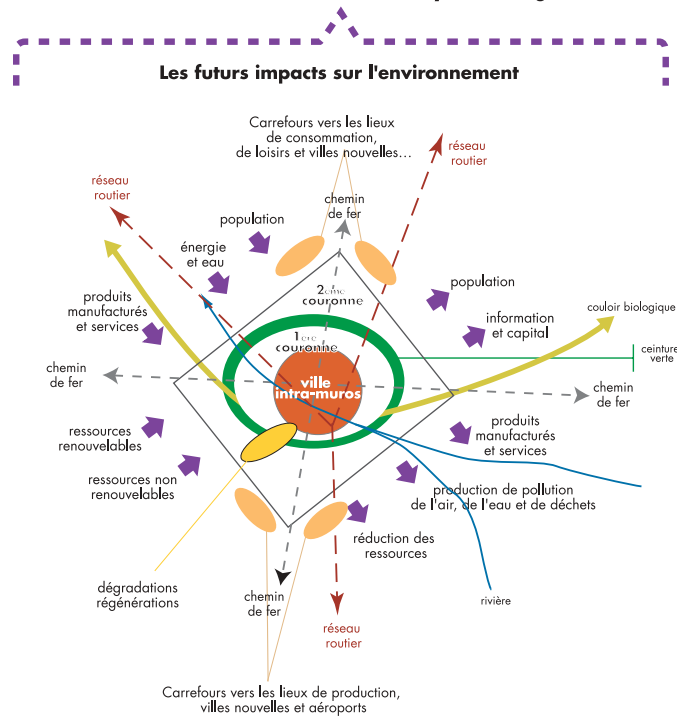 Les futurs impacts sur l'environnement
Carrefours vers les lieux
de consommation,
de loisirs et villes nouvelles...
réseau
routier
réseau
routier
chemin
de fer
population
énergie
et eau
population
2ème
couronne
produits
manufacturés
et services
information
et capital
couloir biologique
1ère
couronne
ceinture
verte
chemin
de fer
ville
intra-muros
chemin
de fer
ressources
renouvelables
produits
manufacturés
et services
ressources non
renouvelables
production de pollution
de l'air, de l'eau et de déchets
réduction des
ressources
dégradations
régénérations
chemin
de fer
rivière
réseau
routier
Carrefours vers les lieux de production,
villes nouvelles et aéroports